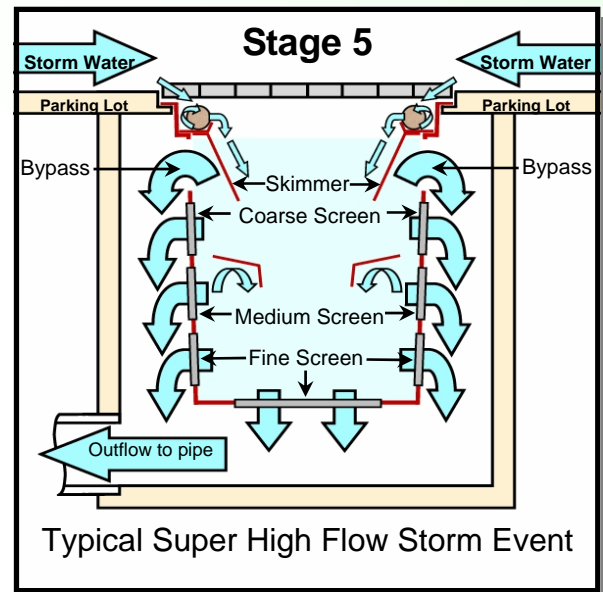 Stage 5
Storm Water
Storm Water
Parking Lot
Parking Lot
Bypass
Bypass
Skimmer
Coarse Screen
Medium Screen
Fine Screen
Outflow to pipe
Typical Super High Flow Storm Event